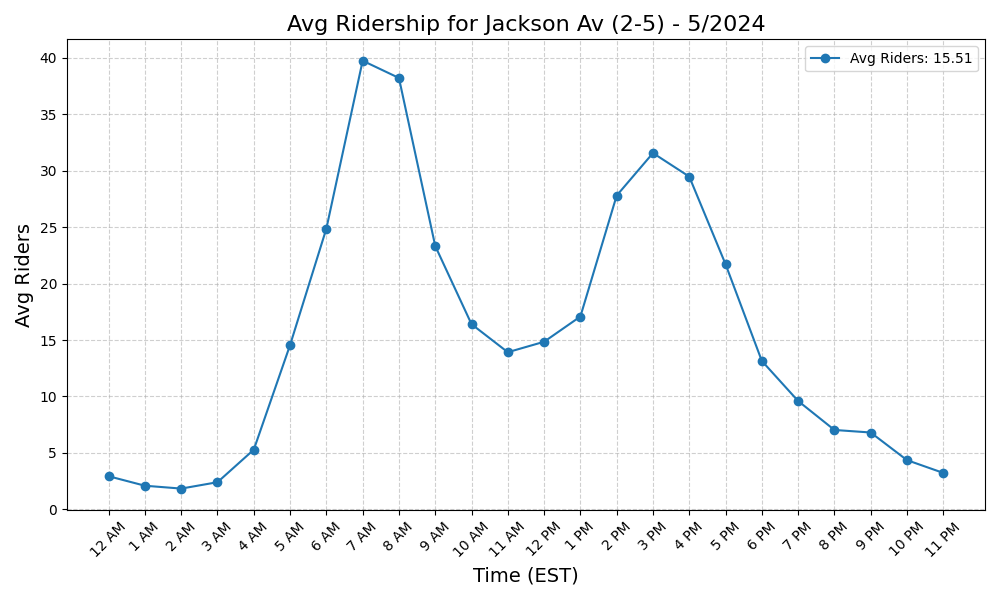 Avg Ridership for Jackson Av (2-5) - 5/2024
Avg Riders: 15.51
Avg Riders
40
35
30
25
20
15
10
5
0
12 AM
1 AM
2 AM
3 AM
4 AM
5 AM
6 AM
7 AM
8 AM
9 AM
10 AM
11 AM
12 PM
1 PM
2 PM
3 PM
4 PM
5 PM
6 PM
7 PM
8 PM
9 PM
10 PM
11 PM
Time (EST)